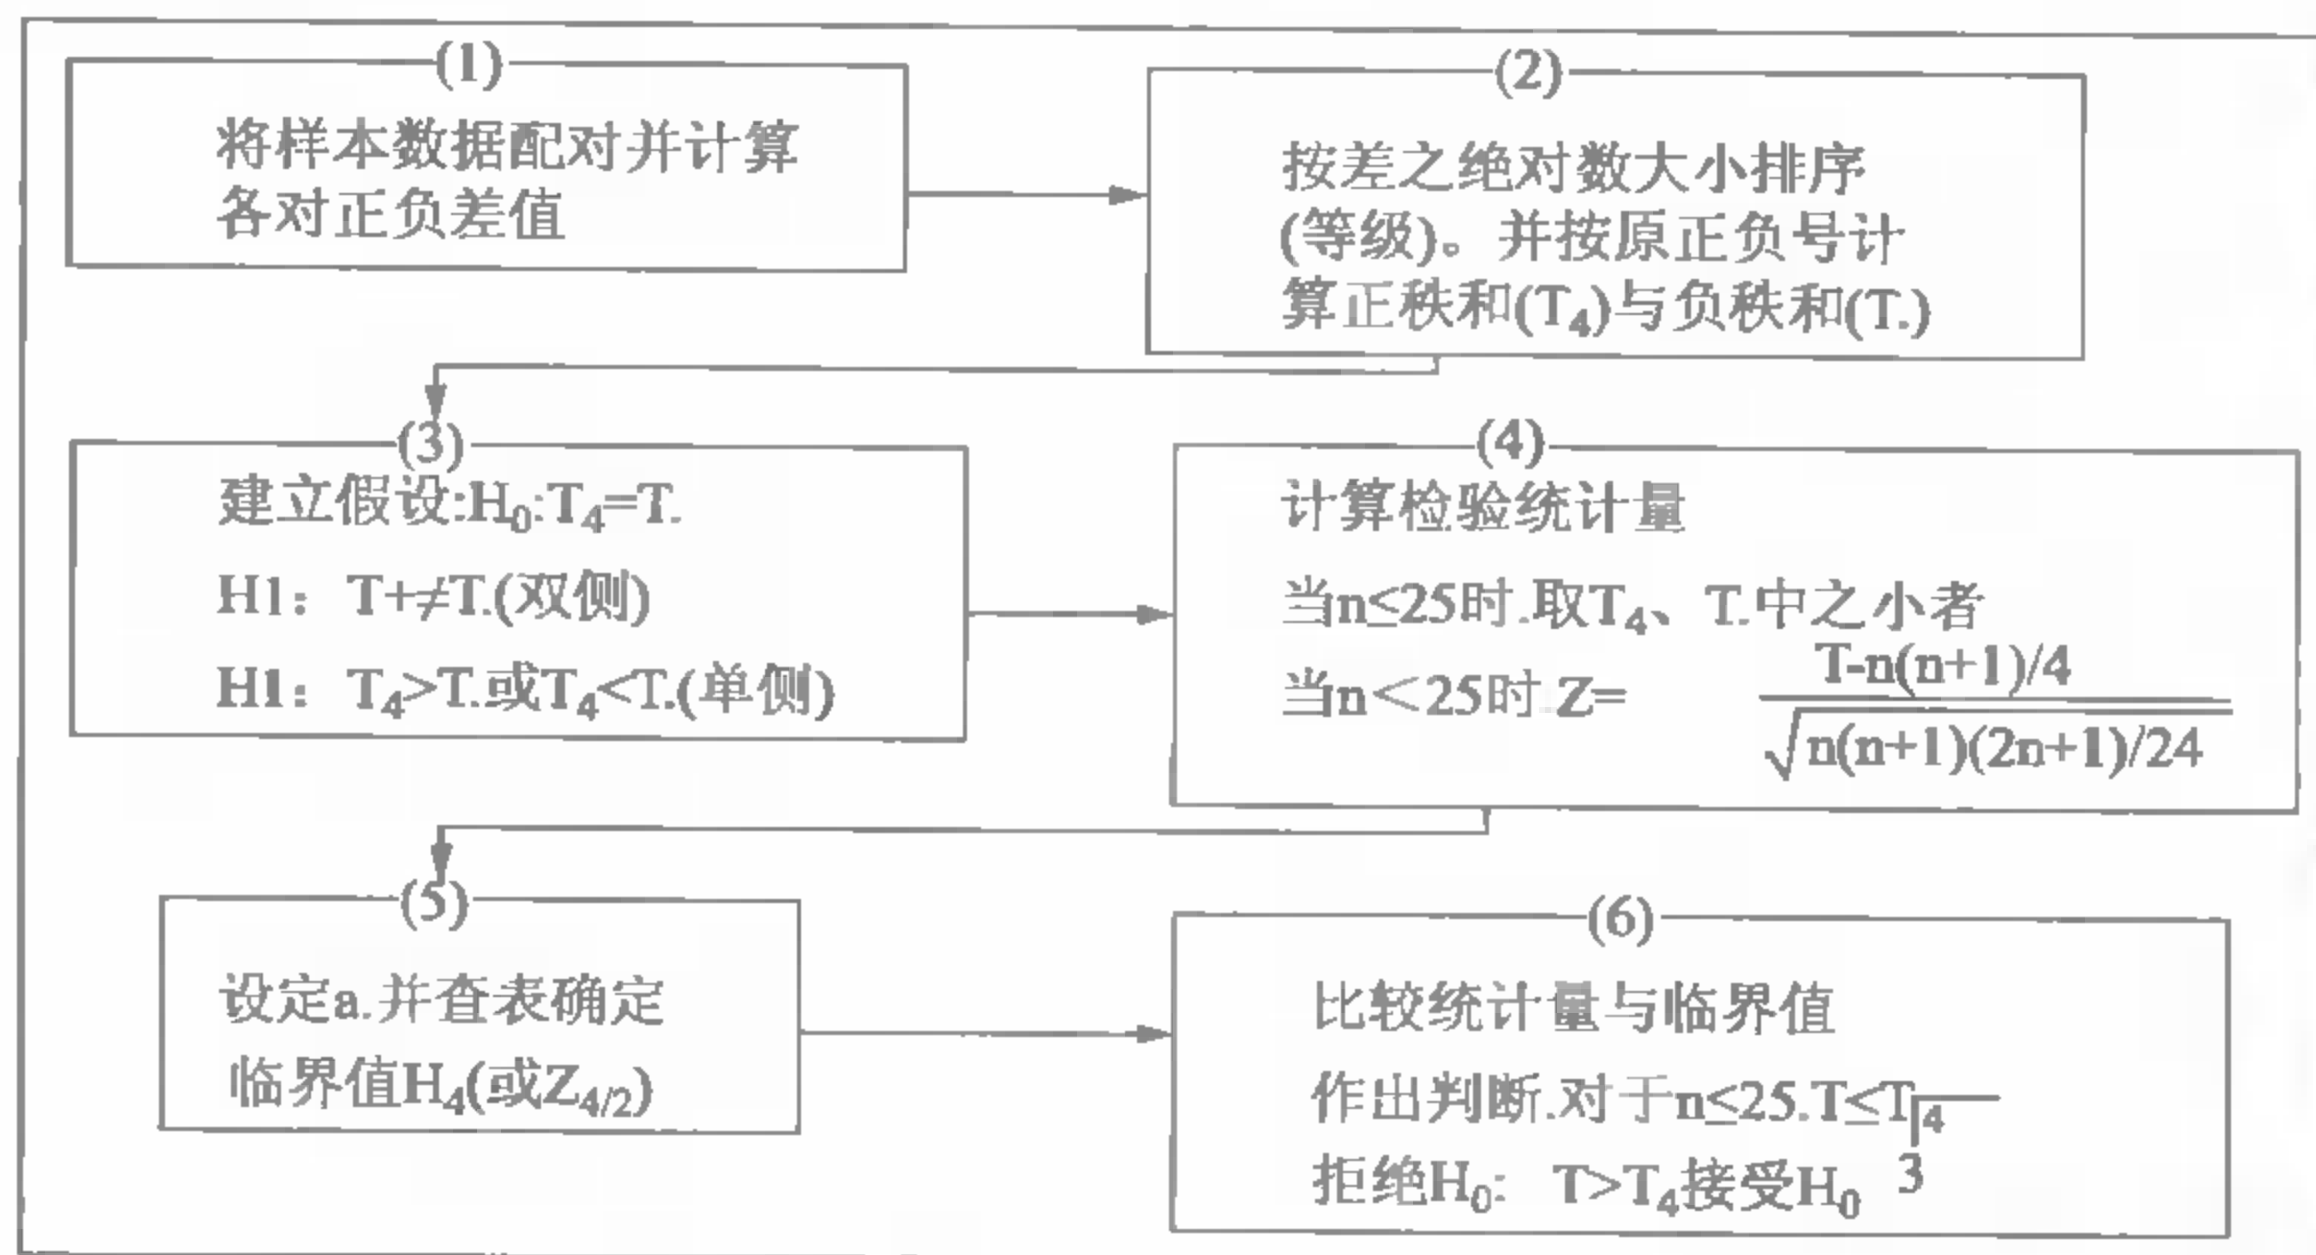 (1)
将样本数据配对并计算
各对正负差值
(2)
按差之绝对数大小排序
(等级)。并按原正负号计
算正秩和(T₄)与负秩和(T.)
(3)
建立假设:H₀:T₄=T.
H1：T+≠T.(双侧)
H1：T₄>T.或T₄<T.(单侧)
(4)
计算检验统计量
当n≤25时.取T₄、T.中之小者
当n＜25时.Z=
T-n(n+1)/4
√n(n+1)(2n+1)/24
(5)
设定a.并查表确定
临界值H₄(或Z₄/₂)
(6)
比较统计量与临界值
作出判断.对于n≤25.T≤T₄
拒绝H₀: T>T₄接受H₀ 3